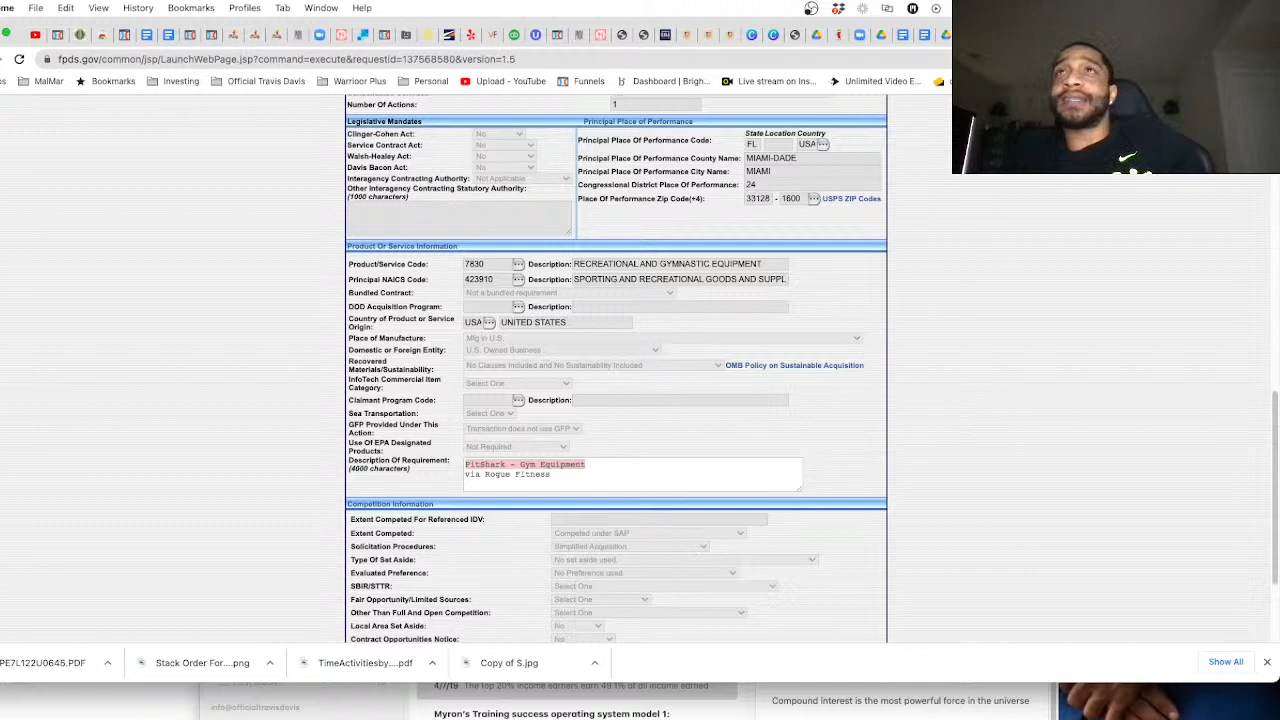 File Edit View History Bookmarks Profiles Tab Window Help
fpds.gov/common/jsp/LaunchWebPage.jsp?command=execute&requestid=137568580&version=1.5
MalMar Bookmarks Investing Official Travis Davis Warrior Plus Personal Upload - YouTube Funnels Dashboard | Brigh... Live stream on Ins... Unlimited Video E...
Number Of Actions: 1
Legislative Mandates Principal Place of Performance
Clinger-Cohen Act: No
Service Contract Act: No
Walsh-Healey Act: No
Davis Bacon Act: No
Interagency Contracting Authority: Not Applicable
Other Interagency Contracting Statutory Authority:
(1000 characters)
State Location Country
Principal Place Of Performance Code: FL USA
Principal Place Of Performance County Name: MIAMI-DADE
Principal Place Of Performance City Name: MIAMI
Congressional District Place Of Performance: 24
Place Of Performance Zip Code(+4): 33128 - 1600 USPS ZIP Codes
Product Or Service Information
Product/Service Code: 7830 Description: RECREATIONAL AND GYMNASTIC EQUIPMENT
Principal NAICS Code: 423910 Description: SPORTING AND RECREATIONAL GOODS AND SUPPL
Bundled Contract: Not a bundled requirement
DOD Acquisition Program: Description:
Country of Product or Service
Origin: USA UNITED STATES
Place of Manufacture: Mfg in U.S.
Domestic or Foreign Entity: U.S. Owned Business
Recovered
Materials/Sustainability: No Clauses Included and No Sustainability Included OMB Policy on Sustainable Acquisition
InfoTech Commercial Item
Category: Select One
Claimant Program Code: Description:
Sea Transportation: Select One
GFP Provided Under This
Action: Transaction does not use GFP
Use Of EPA Designated
Products: Not Required
Description Of Requirement:
(4000 characters)
FitShark - Gym Equipment
via Rogue Fitness
Competition Information
Extent Competed For Referenced IDV:
Extent Competed: Competed under SAP
Solicitation Procedures: Simplified Acquisition
Type Of Set Aside: No set aside used.
Evaluated Preference: No Preference used
SBIR/STTR: Select One
Fair Opportunity/Limited Sources: Select One
Other Than Full And Open Competition: Select One
Local Area Set Aside: No
Contract Opportunities Notice: No
PE7L122U0645.PDF Stack Order For....png TimeActivitiesby....pdf Copy of S.jpg Show All
4/7/19 The top 20% income earners earn 49.1% of all income earned
info@officialtravisdavis
Compound interest is the most powerful force in the universe
Myron's Training success operating system model 1: